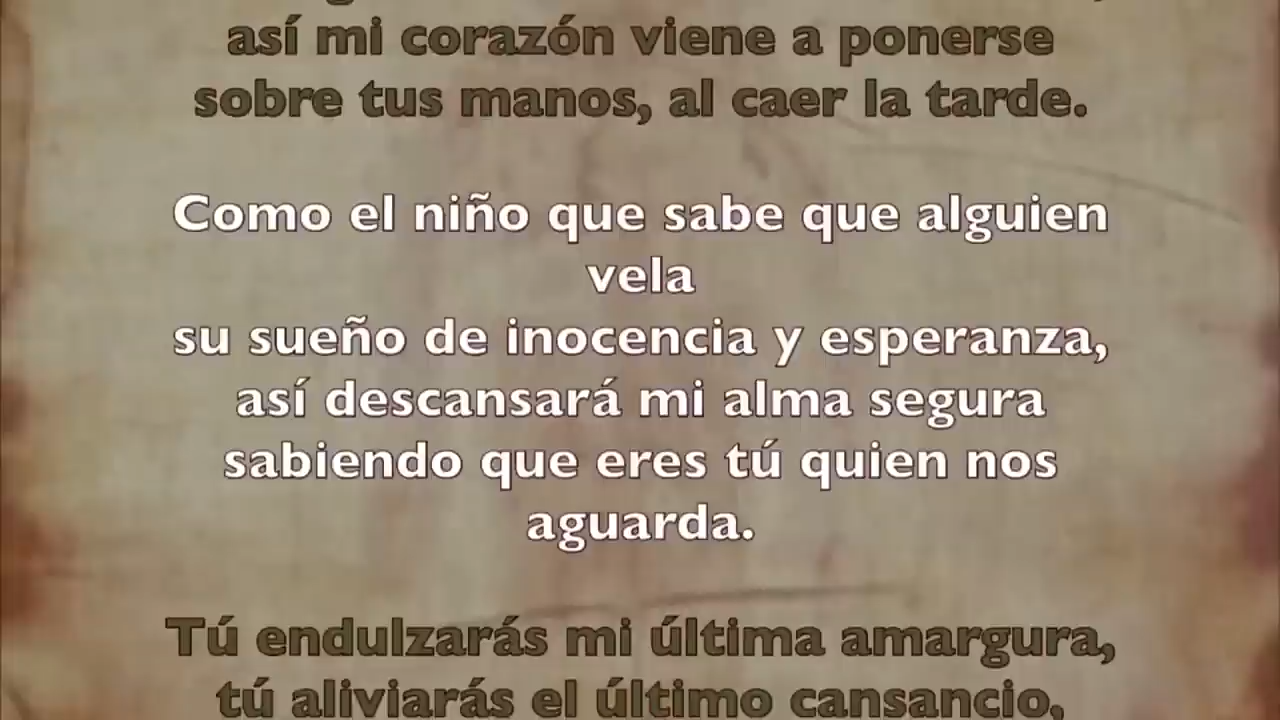 así mi corazón viene a ponerse
sobre tus manos, al caer la tarde.
Como el niño que sabe que alguien
vela
su sueño de inocencia y esperanza,
así descansará mi alma segura
sabiendo que eres tú quien nos
aguarda.
Tú endulzarás mi última amargura,
tú aliviarás el último cansancio,